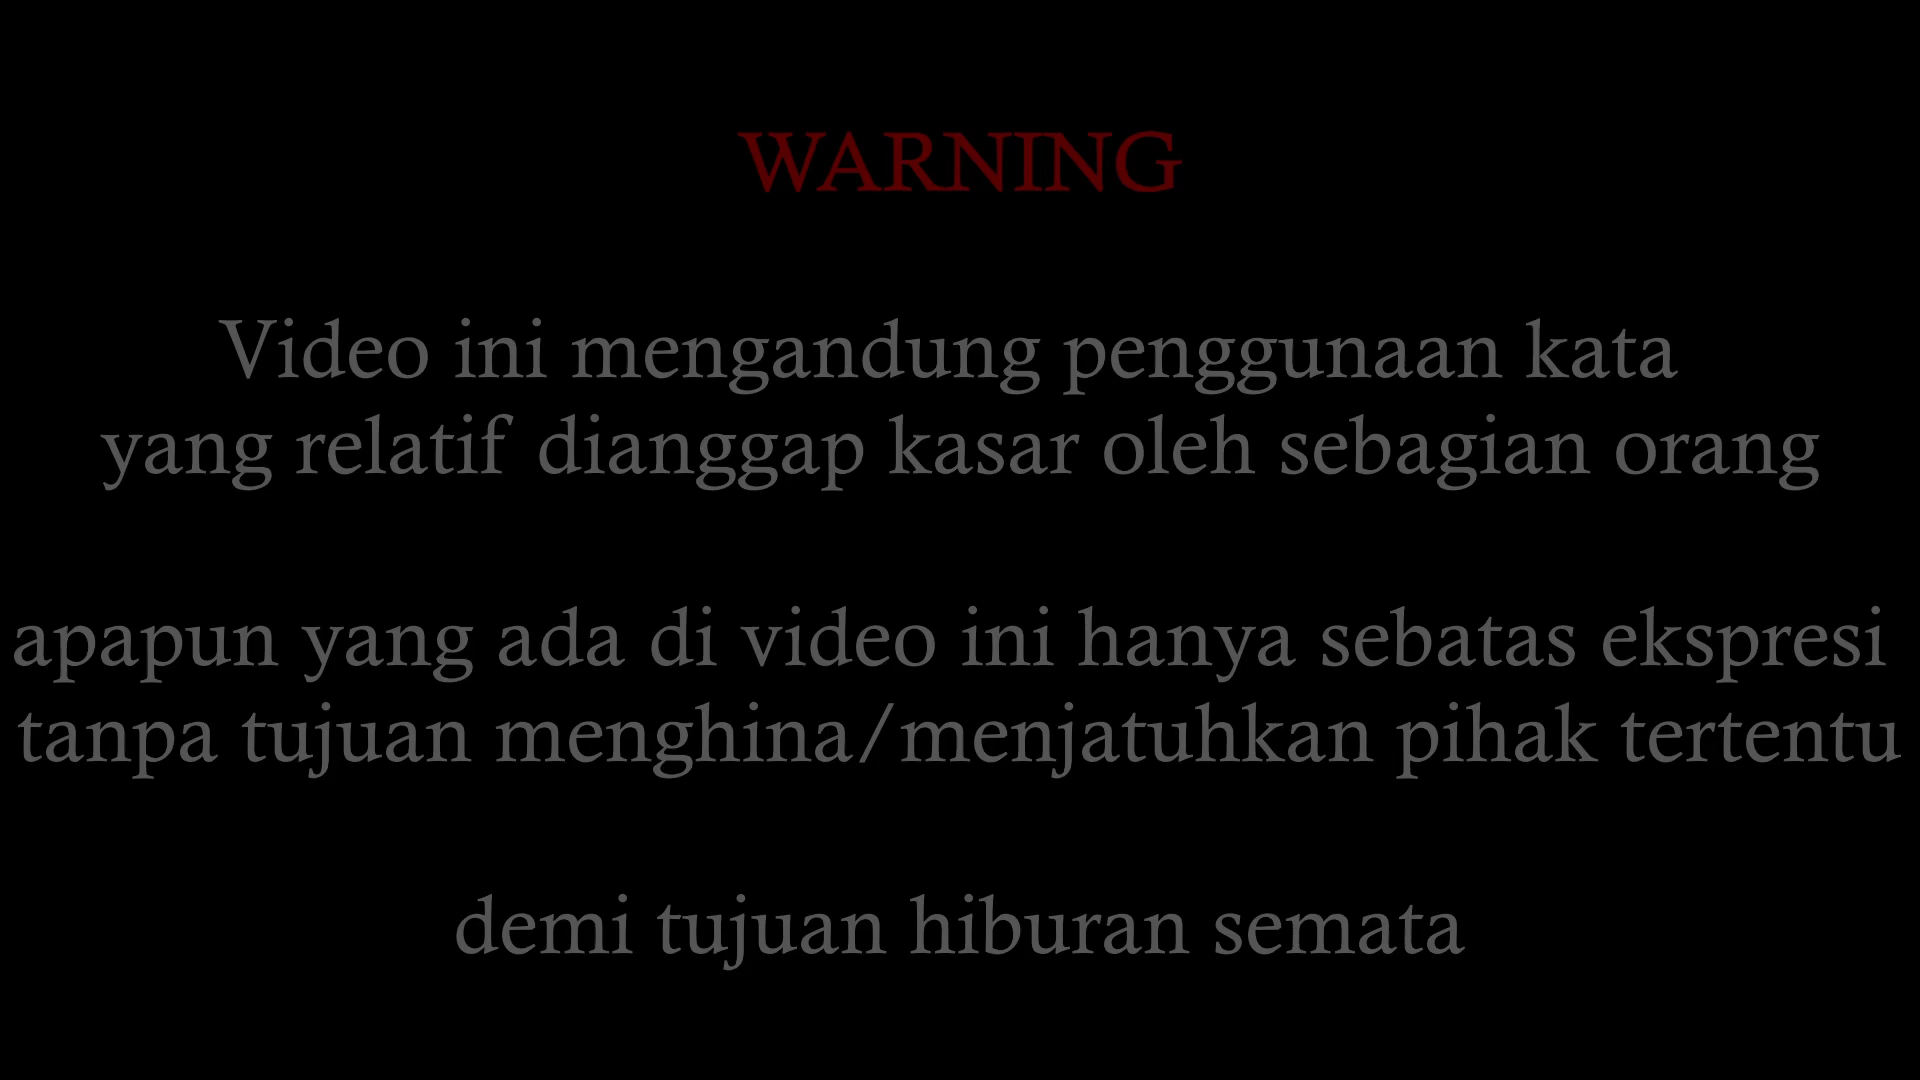 WARNING
Video ini mengandung penggunaan kata
yang relatif dianggap kasar oleh sebagian orang
apapun yang ada di video ini hanya sebatas ekspresi
tanpa tujuan menghina/menjatuhkan pihak tertentu
demi tujuan hiburan semata